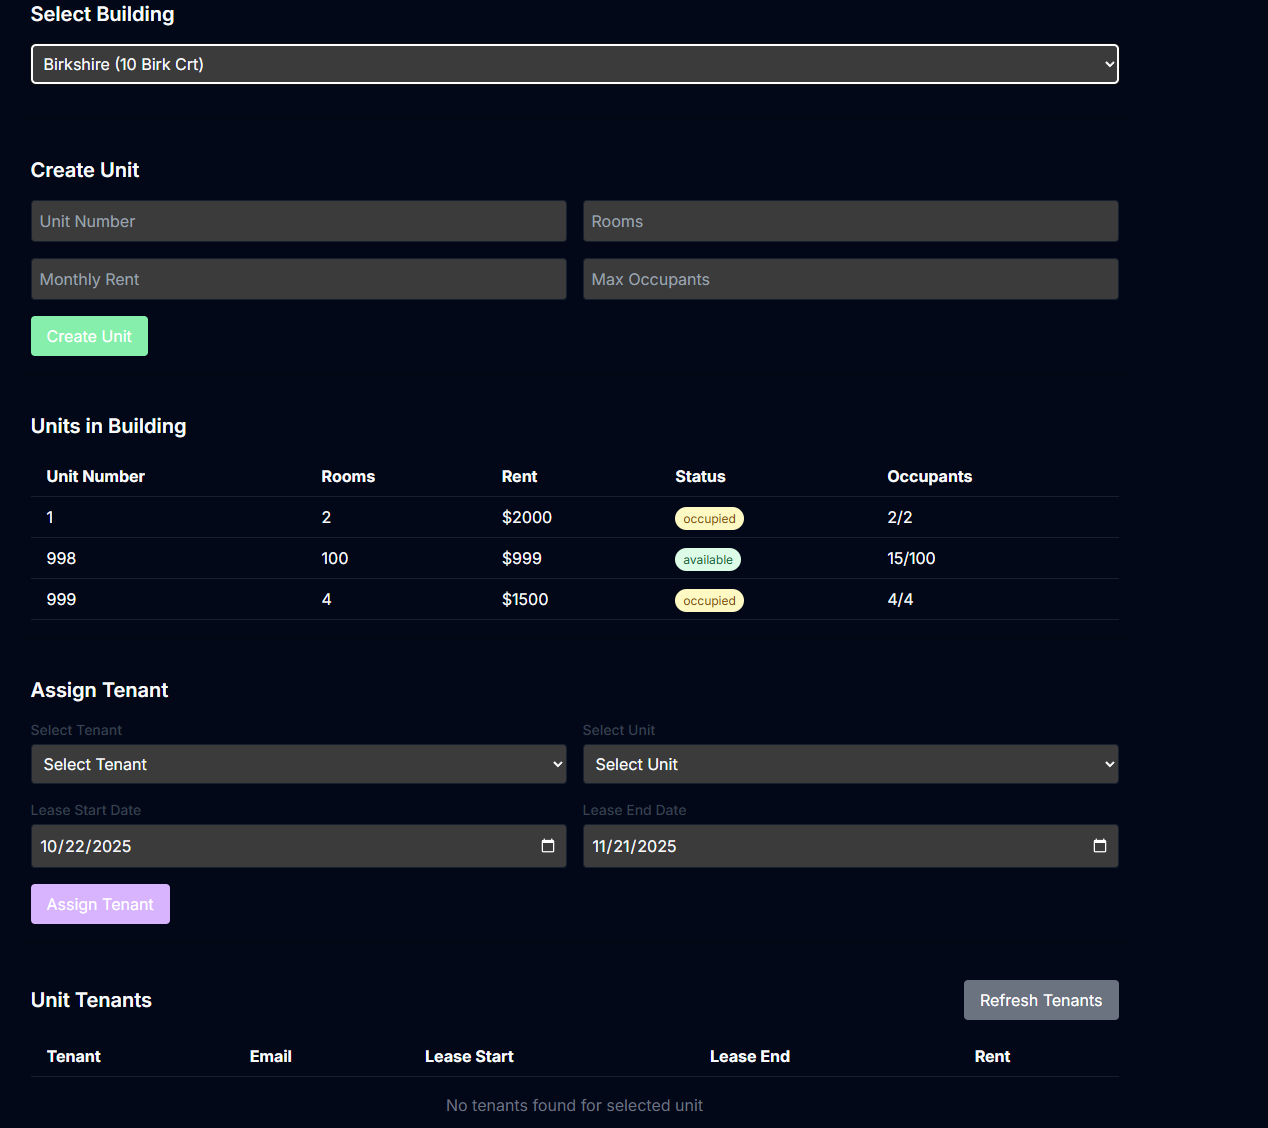 Select Building
Birkshire (10 Birk Crt)
Create Unit
Unit Number Rooms
Monthly Rent Max Occupants
Create Unit
Units in Building
Unit Number Rooms Rent Status Occupants
1 2 $2000 occupied 2/2
998 100 $999 available 15/100
999 4 $1500 occupied 4/4
Assign Tenant
Select Tenant Select Unit
Select Tenant Select Unit
Lease Start Date Lease End Date
10/22/2025 11/21/2025
Assign Tenant
Unit Tenants Refresh Tenants
Tenant Email Lease Start Lease End Rent
No tenants found for selected unit